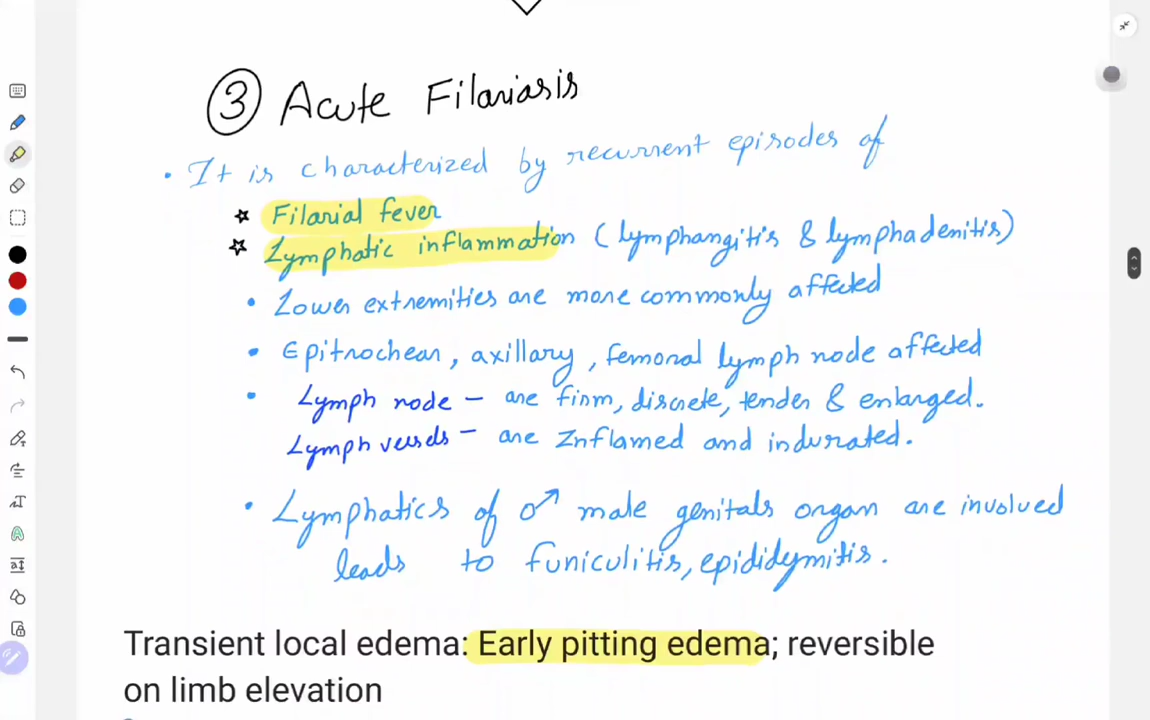 ③ Acute Filariasis
• It is characterized by recurrent episodes of
☆ Filarial fever
☆ Lymphatic inflammation (lymphangitis & lymphadenitis)
• Lower extremities are more commonly affected
• Epitrochear, axillary, femoral lymph node affected
• Lymph node - are firm, discrete, tender & enlarged.
Lymph vessels - are Inflamed and indurated.
• Lymphatics of ♂ male genitals organ are involved
leads to funiculitis, epididymitis.
Transient local edema: Early pitting edema; reversible
on limb elevation